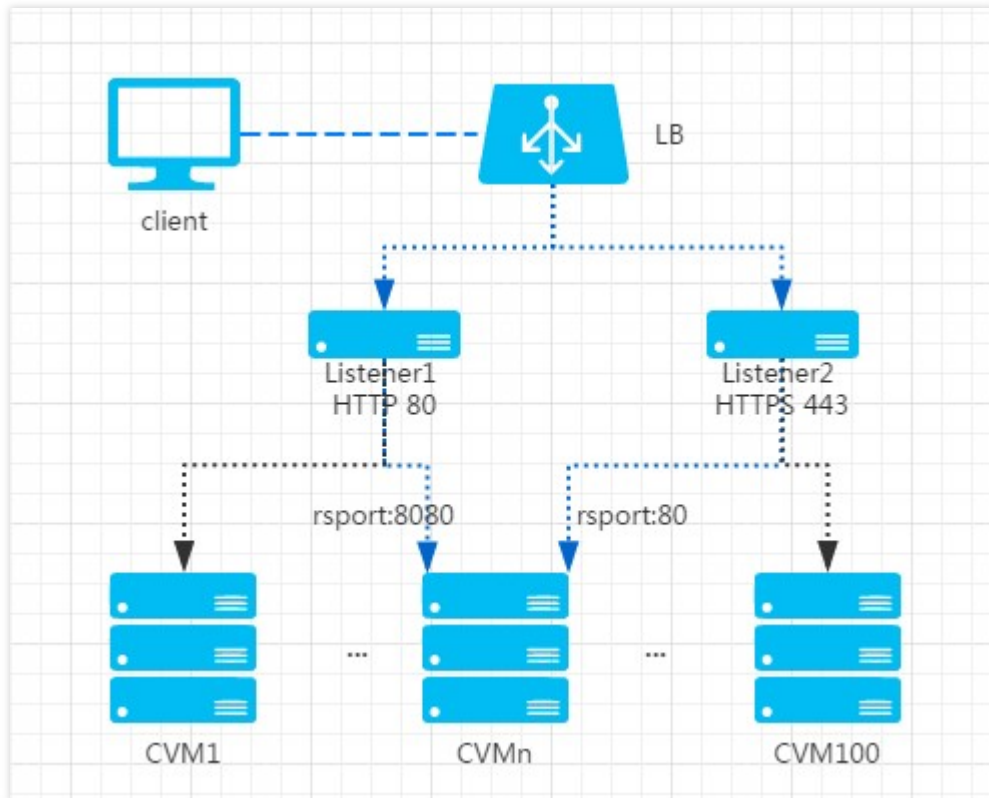 LB
client
Listener1
HTTP 80
Listener2
HTTPS 443
rsport:8080
rsport:80
...
...
CVM1
CVMn
CVM100